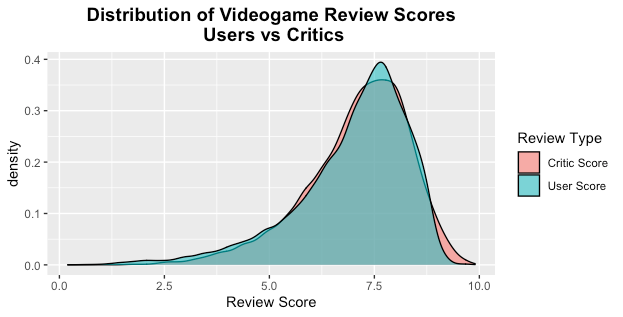 Distribution of Videogame Review Scores
Users vs Critics
0.4
0.3
0.2
0.1
0.0
density
0.0 2.5 5.0 7.5 10.0
Review Score
Review Type
Critic Score
User Score